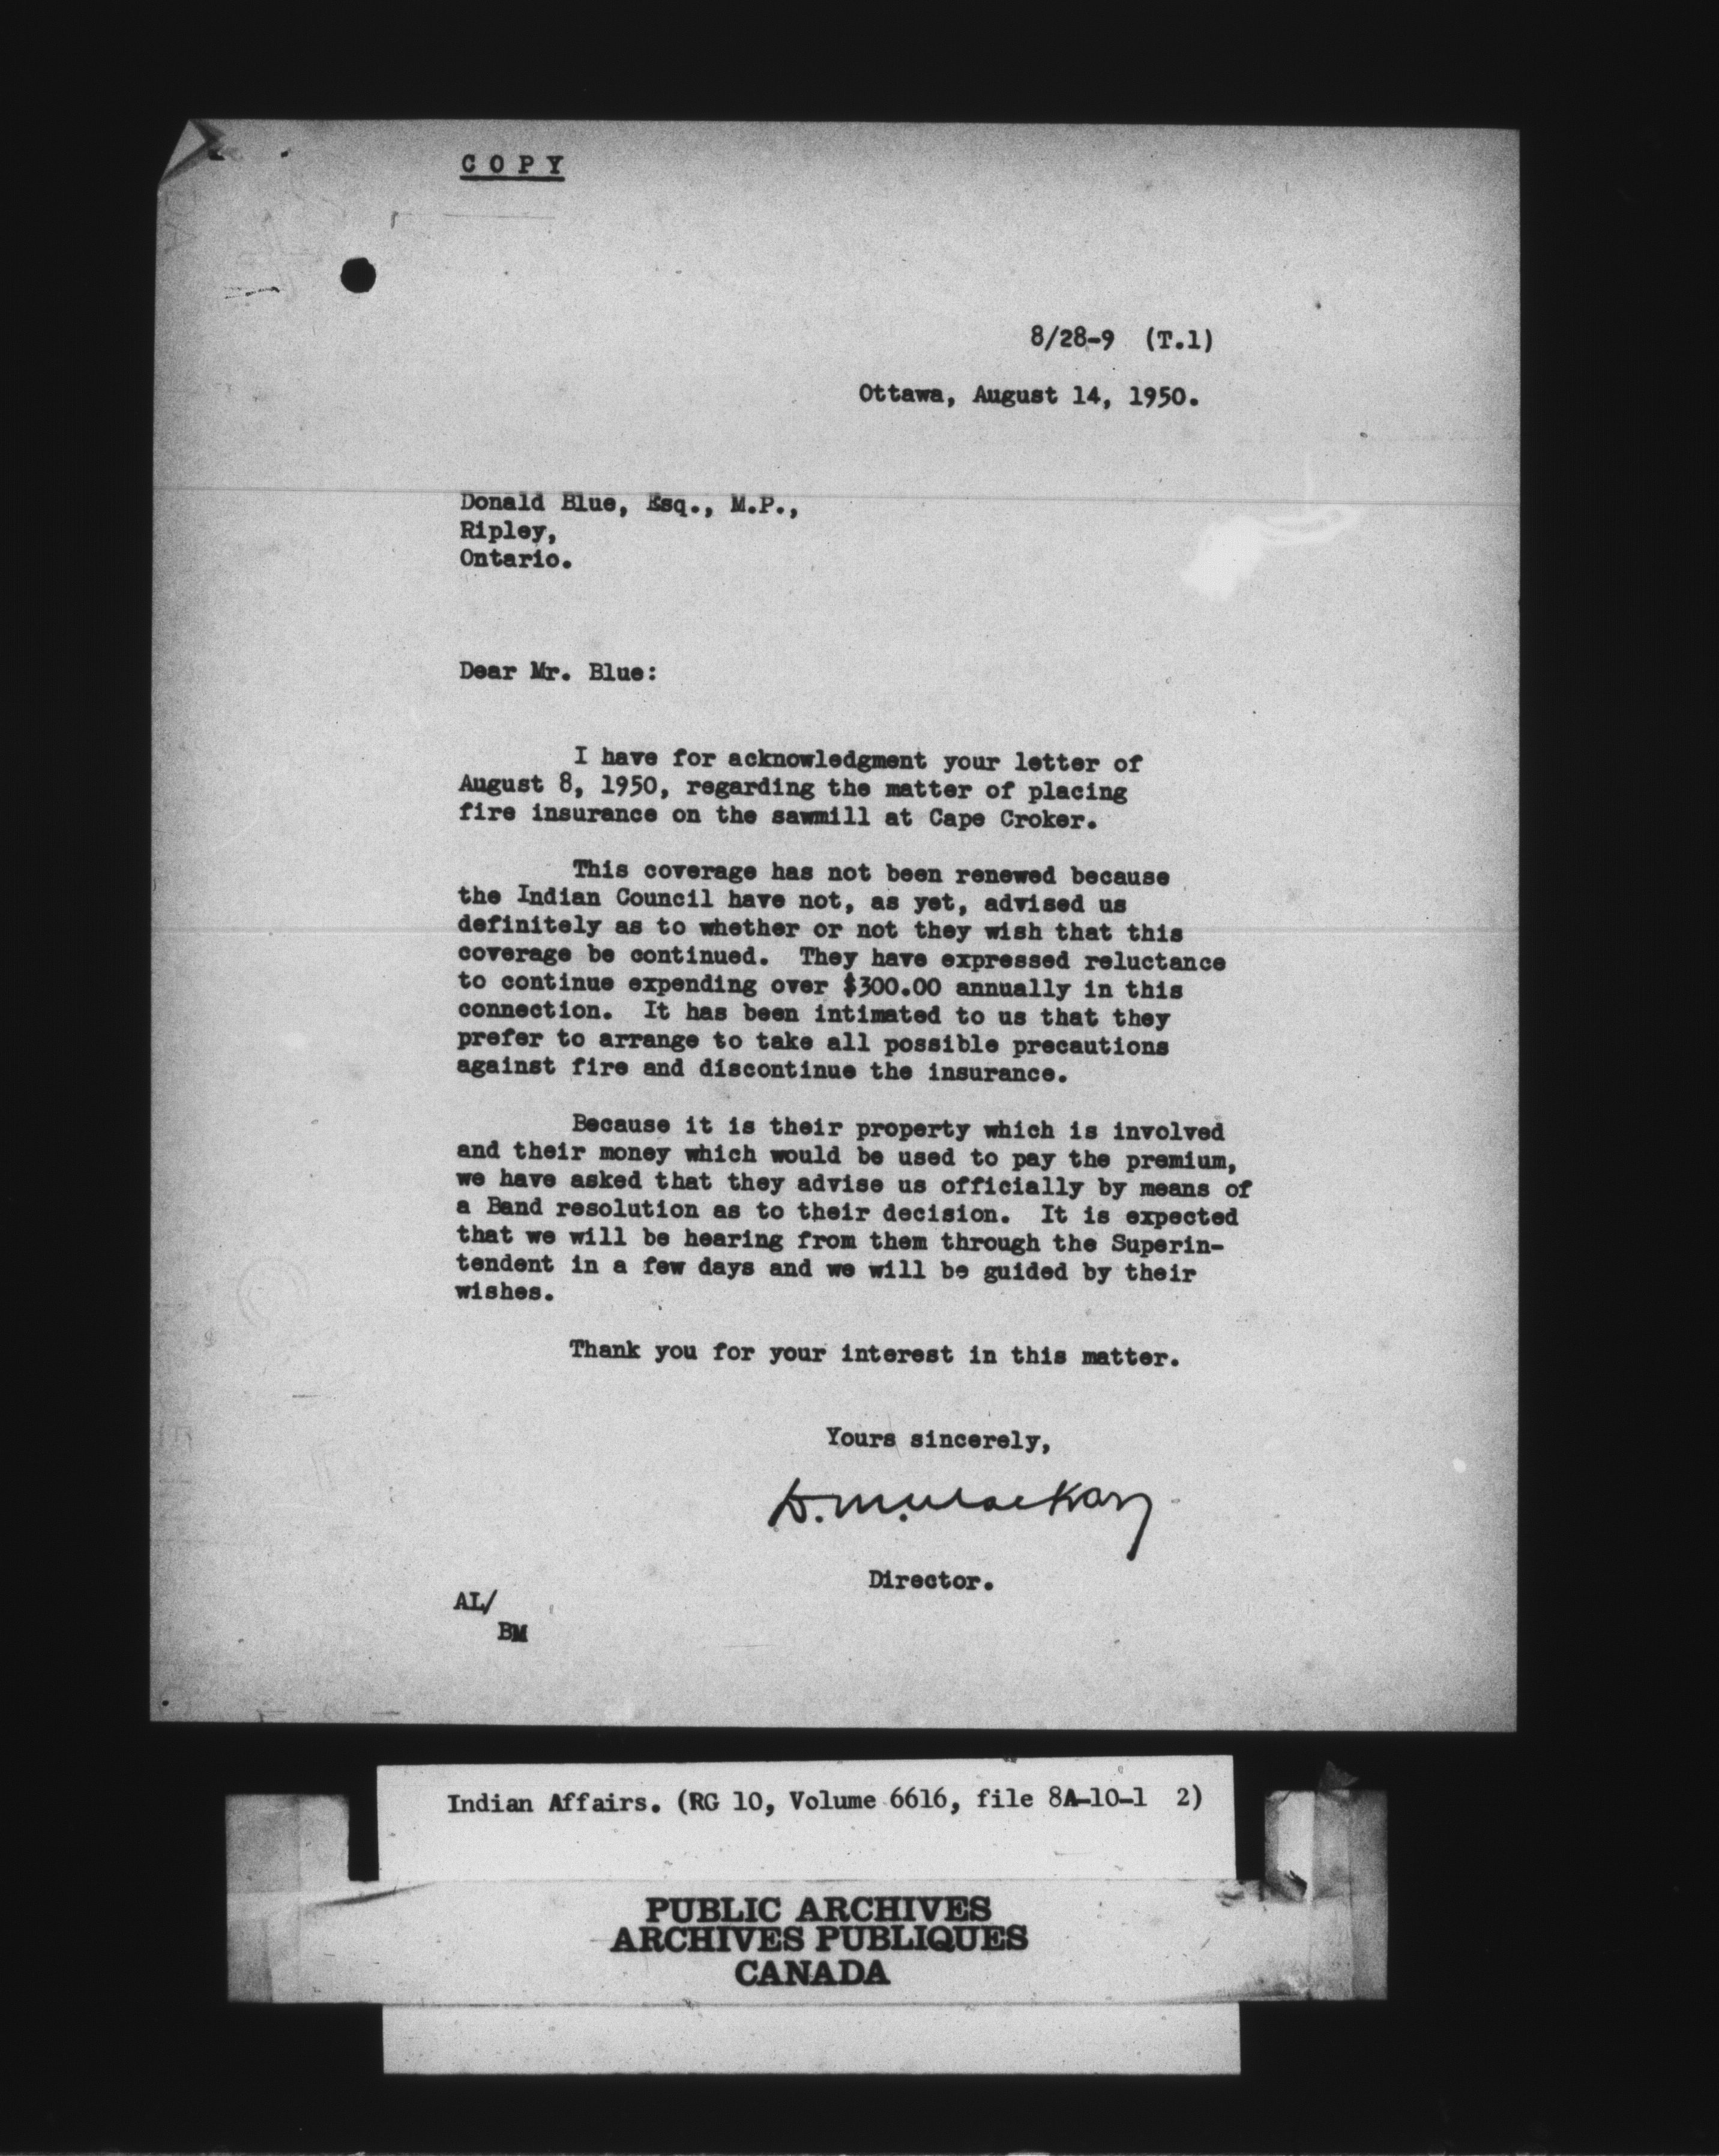 COPY
8/28-9 (T.1)
Ottawa, August 14, 1950.
Donald Blue, Esq., M.P.,
Ripley,
Ontario.
Dear Mr. Blue:
I have for acknowledgment your letter of
August 8, 1950, regarding the matter of placing
fire insurance on the sawmill at Cape Croker.
This coverage has not been renewed because
the Indian Council have not, as yet, advised us
definitely as to whether or not they wish that this
coverage be continued. They have expressed reluctance
to continue expending over $300.00 annually in this
connection. It has been intimated to us that they
prefer to arrange to take all possible precautions
against fire and discontinue the insurance.
Because it is their property which is involved
and their money which would be used to pay the premium,
we have asked that they advise us officially by means of
a Band resolution as to their decision. It is expected
that we will be hearing from them through the Superin-
tendent in a few days and we will be guided by their
wishes.
Thank you for your interest in this matter.
Yours sincerely,
D. M. MacKay
Director.
AL/
BM
Indian Affairs. (RG 10, Volume 6616, file 8A-10-1 2)
PUBLIC ARCHIVES
ARCHIVES PUBLIQUES
CANADA